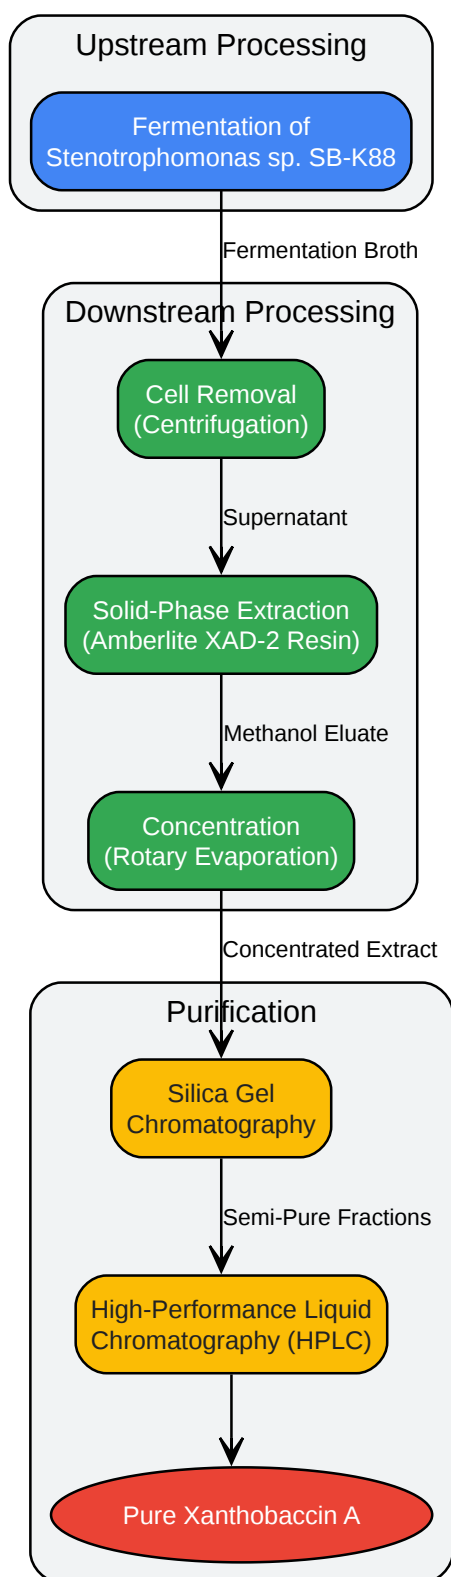 Upstream Processing
Fermentation of
Stenotrophomonas sp. SB-K88
Fermentation Broth
Downstream Processing
Cell Removal
(Centrifugation)
Supernatant
Solid-Phase Extraction
(Amberlite XAD-2 Resin)
Methanol Eluate
Concentration
(Rotary Evaporation)
Concentrated Extract
Purification
Silica Gel
Chromatography
Semi-Pure Fractions
High-Performance Liquid
Chromatography (HPLC)
Pure Xanthobaccin A